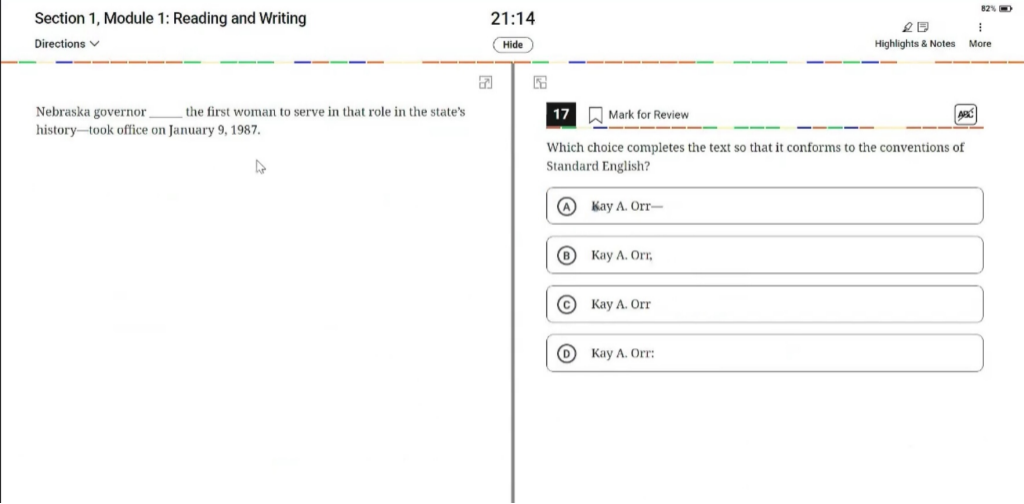 Section 1, Module 1: Reading and Writing
21:14
82%
Directions
Hide
Highlights & Notes
More
Nebraska governor _____ the first woman to serve in that role in the state's
history—took office on January 9, 1987.
17
Mark for Review
ABC
Which choice completes the text so that it conforms to the conventions of
Standard English?
A Kay A. Orr—
B Kay A. Orr,
C Kay A. Orr
D Kay A. Orr: